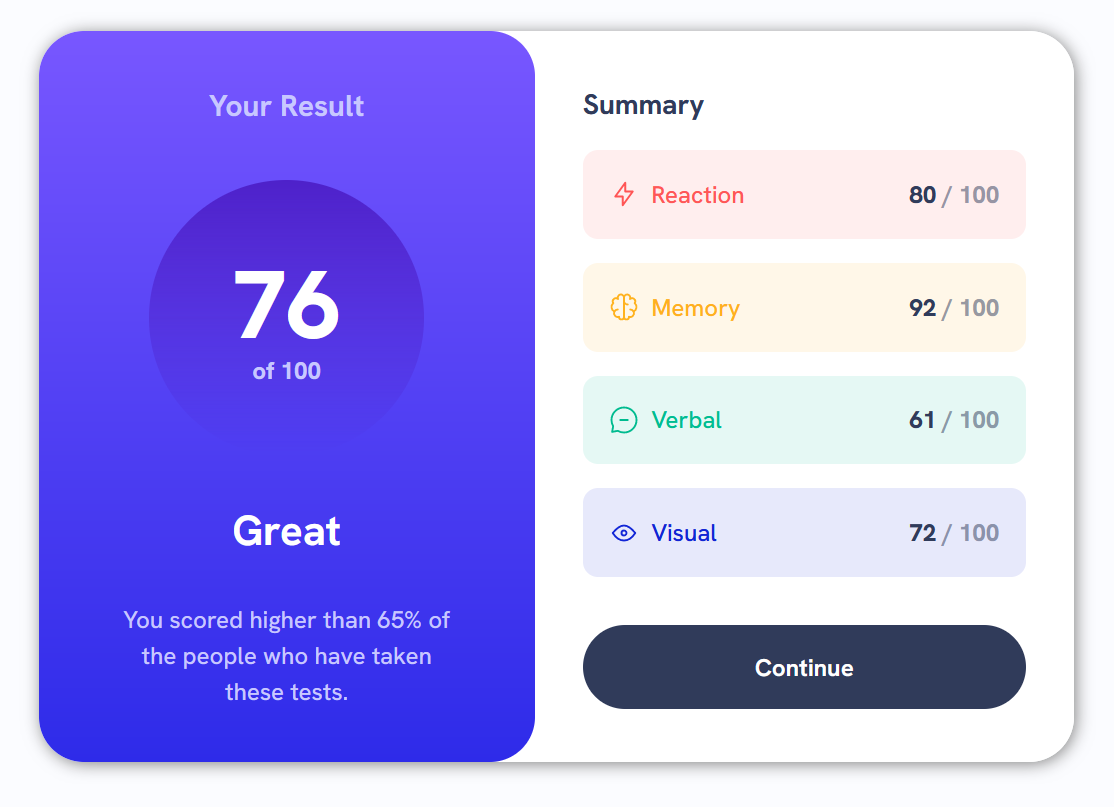 Your Result
76
of 100
Great
You scored higher than 65% of
the people who have taken
these tests.
Summary
Reaction 80 / 100
Memory 92 / 100
Verbal 61 / 100
Visual 72 / 100
Continue